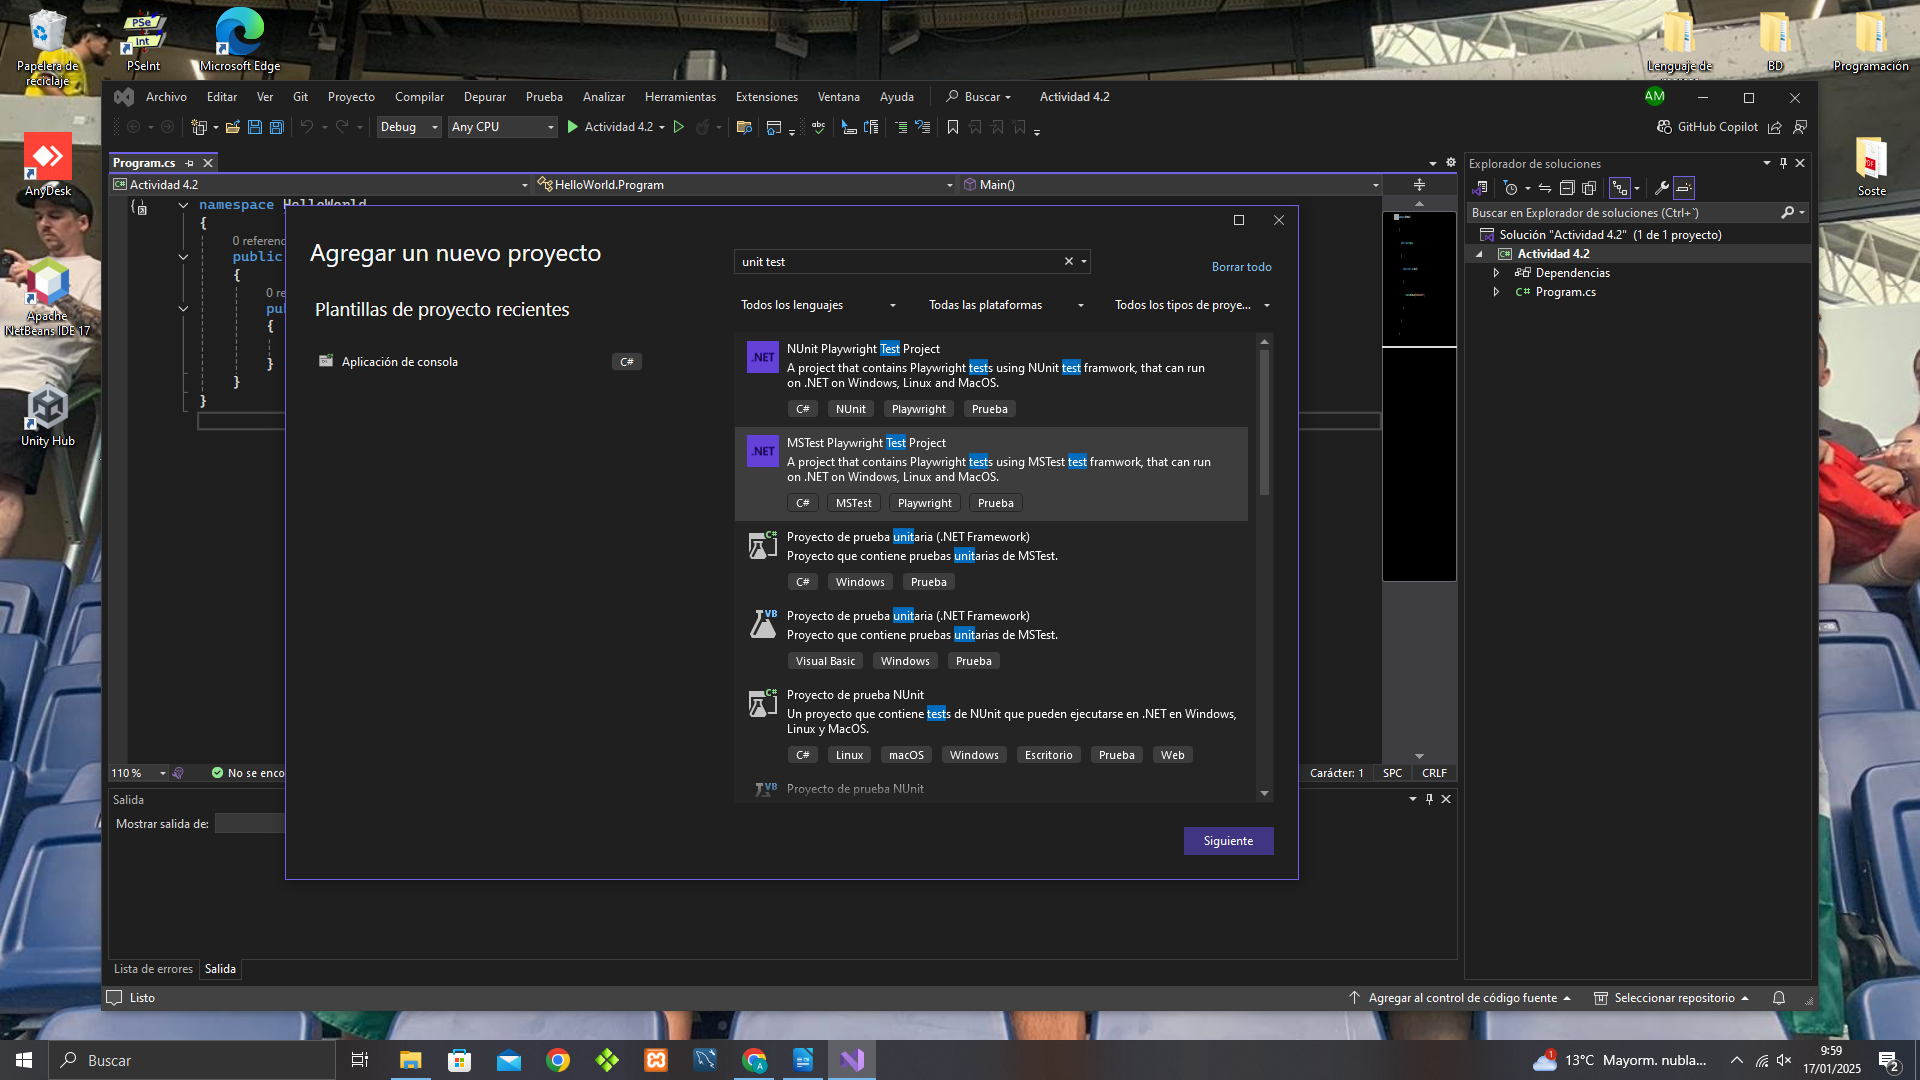 Papelera de
reciclaje
PSeInt
Microsoft Edge
Lenguaje de
BD
Programación
AnyDesk
Apache
NetBeans IDE 17
Unity Hub
Soste
Archivo
Editar
Ver
Git
Proyecto
Compilar
Depurar
Prueba
Analizar
Herramientas
Extensiones
Ventana
Ayuda
Buscar
Actividad 4.2
AM
Debug
Any CPU
Actividad 4.2
GitHub Copilot
Program.cs
Actividad 4.2
HelloWorld.Program
Main()
namespace HelloWorld
{
0 referenc
public
{
0 re
pu
{
}
}
}
110 %
No se enco
Carácter: 1
SPC
CRLF
Salida
Mostrar salida de:
Lista de errores
Salida
Listo
Agregar al control de código fuente
Seleccionar repositorio
Agregar un nuevo proyecto
Plantillas de proyecto recientes
Aplicación de consola
C#
unit test
Borrar todo
Todos los lenguajes
Todas las plataformas
Todos los tipos de proye...
.NET
NUnit Playwright Test Project
A project that contains Playwright tests using NUnit test framwork, that can run
on .NET on Windows, Linux and MacOS.
C# NUnit Playwright Prueba
.NET
MSTest Playwright Test Project
A project that contains Playwright tests using MSTest test framwork, that can run
on .NET on Windows, Linux and MacOS.
C# MSTest Playwright Prueba
C#
Proyecto de prueba unitaria (.NET Framework)
Proyecto que contiene pruebas unitarias de MSTest.
C# Windows Prueba
VB
Proyecto de prueba unitaria (.NET Framework)
Proyecto que contiene pruebas unitarias de MSTest.
Visual Basic Windows Prueba
C#
Proyecto de prueba NUnit
Un proyecto que contiene tests de NUnit que pueden ejecutarse en .NET en Windows,
Linux y MacOS.
C# Linux macOS Windows Escritorio Prueba Web
VB
Proyecto de prueba NUnit
Siguiente
Explorador de soluciones
Buscar en Explorador de soluciones (Ctrl+`)
Solución "Actividad 4.2" (1 de 1 proyecto)
Actividad 4.2
Dependencias
C# Program.cs
Buscar
1
13°C Mayorm. nubla...
9:59
17/01/2025
2